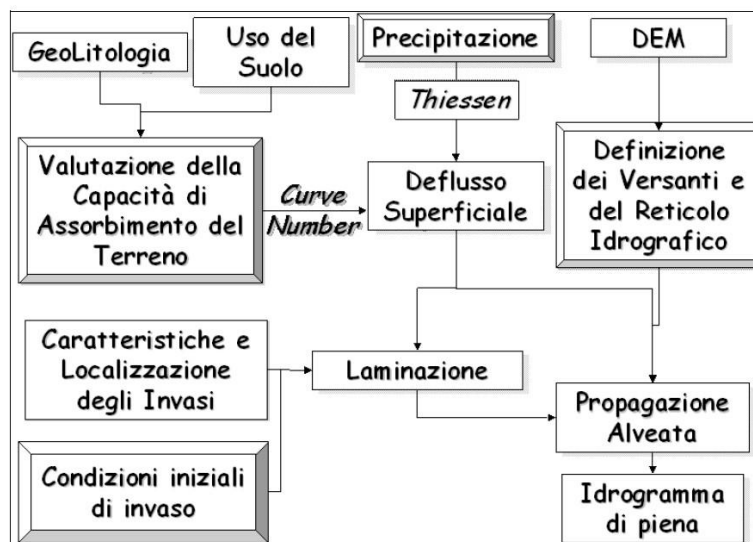 GeoLitologia
Uso del
Suolo
Precipitazione
DEM
Thiessen
Valutazione della
Capacità di
Assorbimento del
Terreno
Curve
Number
Deflusso
Superficiale
Definizione
dei Versanti e
del Reticolo
Idrografico
Caratteristiche e
Localizzazione
degli Invasi
Laminazione
Propagazione
Alveata
Condizioni iniziali
di invaso
Idrogramma
di piena